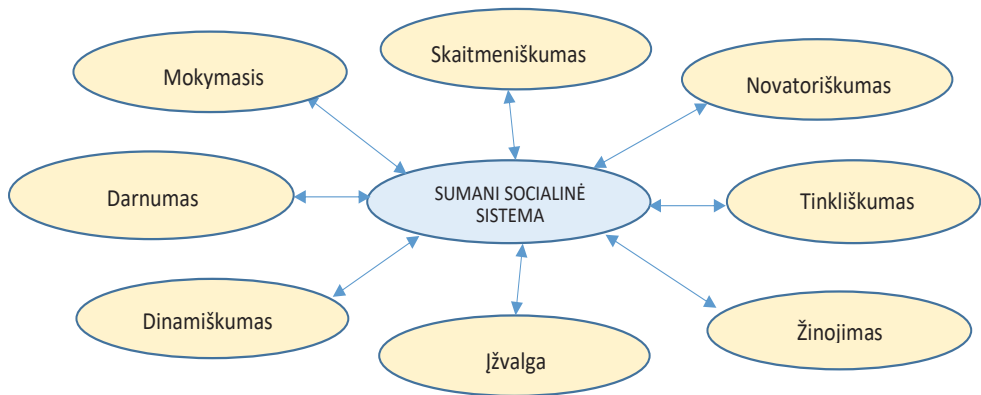 Skaitmeniškumas
Mokymasis
Novatoriškumas
Darnumas
SUMANI SOCIALINĖ
SISTEMA
Tinkliškumas
Dinamiškumas
Įžvalga
Žinojimas